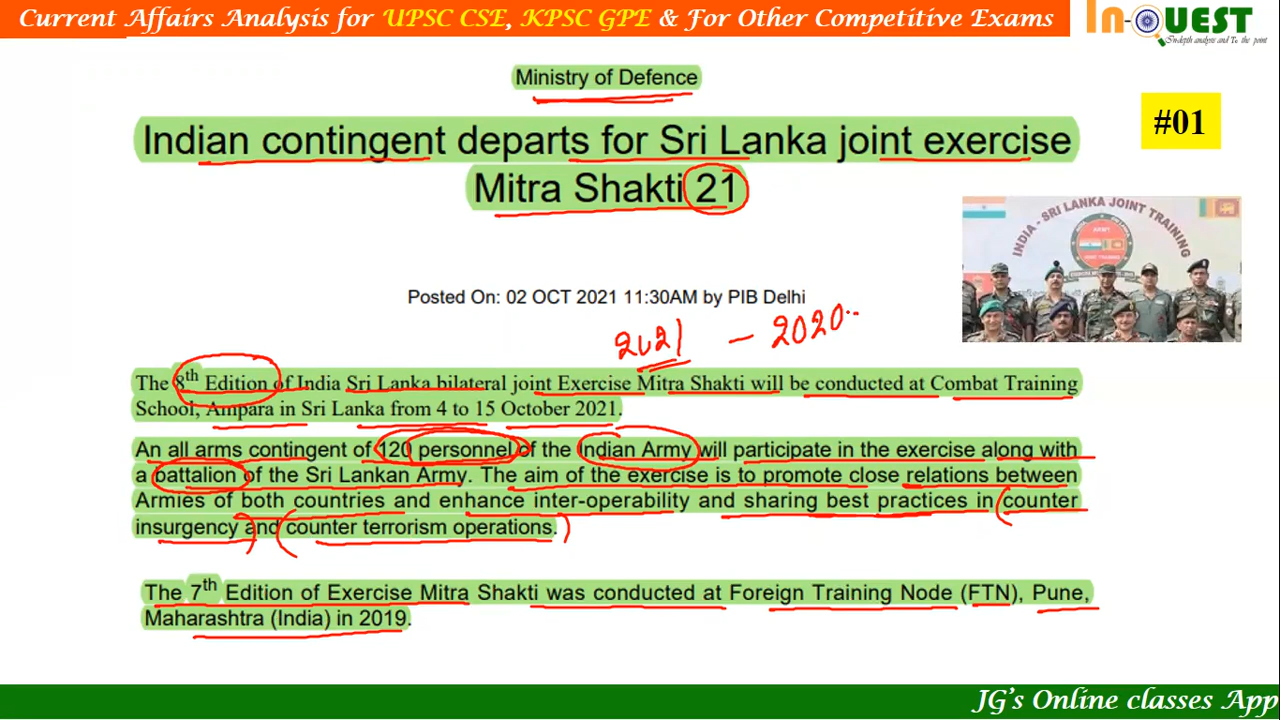 Current Affairs Analysis for UPSC CSE, KPSC GPE & For Other Competitive Exams
In-QUEST
In-depth analysis and To the point
Ministry of Defence
#01
Indian contingent departs for Sri Lanka joint exercise
Mitra Shakti 21
INDIA - SRI LANKA JOINT TRAINING
Posted On: 02 OCT 2021 11:30AM by PIB Delhi
2021 - 2020
The 8th Edition of India Sri Lanka bilateral joint Exercise Mitra Shakti will be conducted at Combat Training
School, Ampara in Sri Lanka from 4 to 15 October 2021.
An all arms contingent of 120 personnel of the Indian Army will participate in the exercise along with
a battalion of the Sri Lankan Army. The aim of the exercise is to promote close relations between
Armies of both countries and enhance inter-operability and sharing best practices in counter
insurgency and counter terrorism operations.
The 7th Edition of Exercise Mitra Shakti was conducted at Foreign Training Node (FTN), Pune,
Maharashtra (India) in 2019.
JG's Online classes App